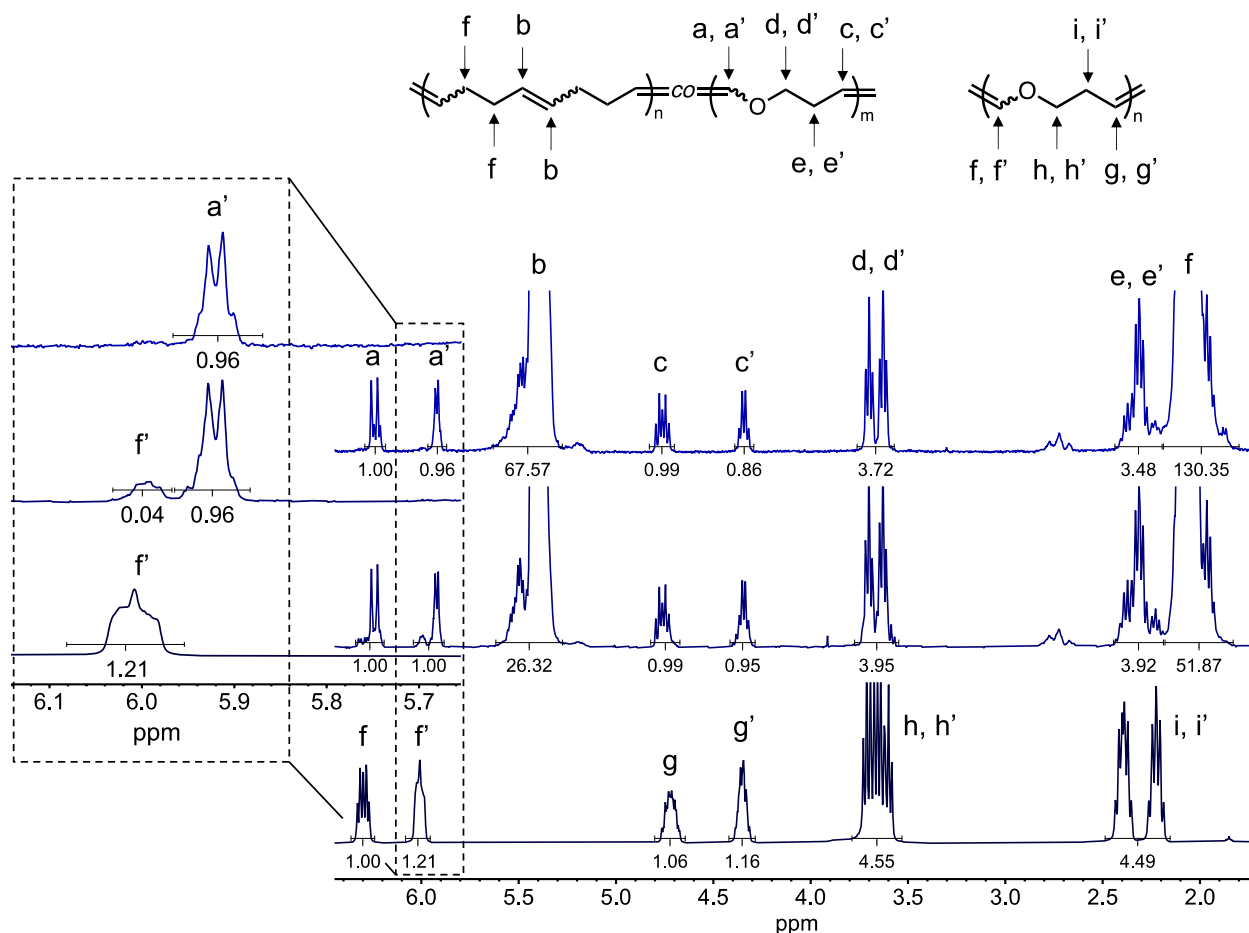 f b a, a’ d, d’ c, c’ i, i’
O n co O m O n
f b e, e’ f, f’ h, h’ g, g’
a’
0.96
f’
0.04 0.96
f’
1.21
6.1 6.0 5.9 5.8 5.7
ppm
a a’ b c c’ d, d’ e, e’ f
1.00 0.96 67.57 0.99 0.86 3.72 3.48 130.35
1.00 1.00 26.32 0.99 0.95 3.95 3.92 51.87
f f’ g g’ h, h’ i, i’
1.00 1.21 1.06 1.16 4.55 4.49
6.0 5.5 5.0 4.5 4.0 3.5 3.0 2.5 2.0
ppm